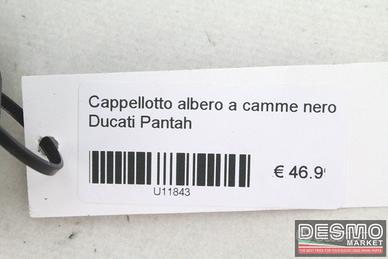 Cappellotto albero a camme nero
Ducati Pantah
€ 46.9
U11843
DESMO
MARKET